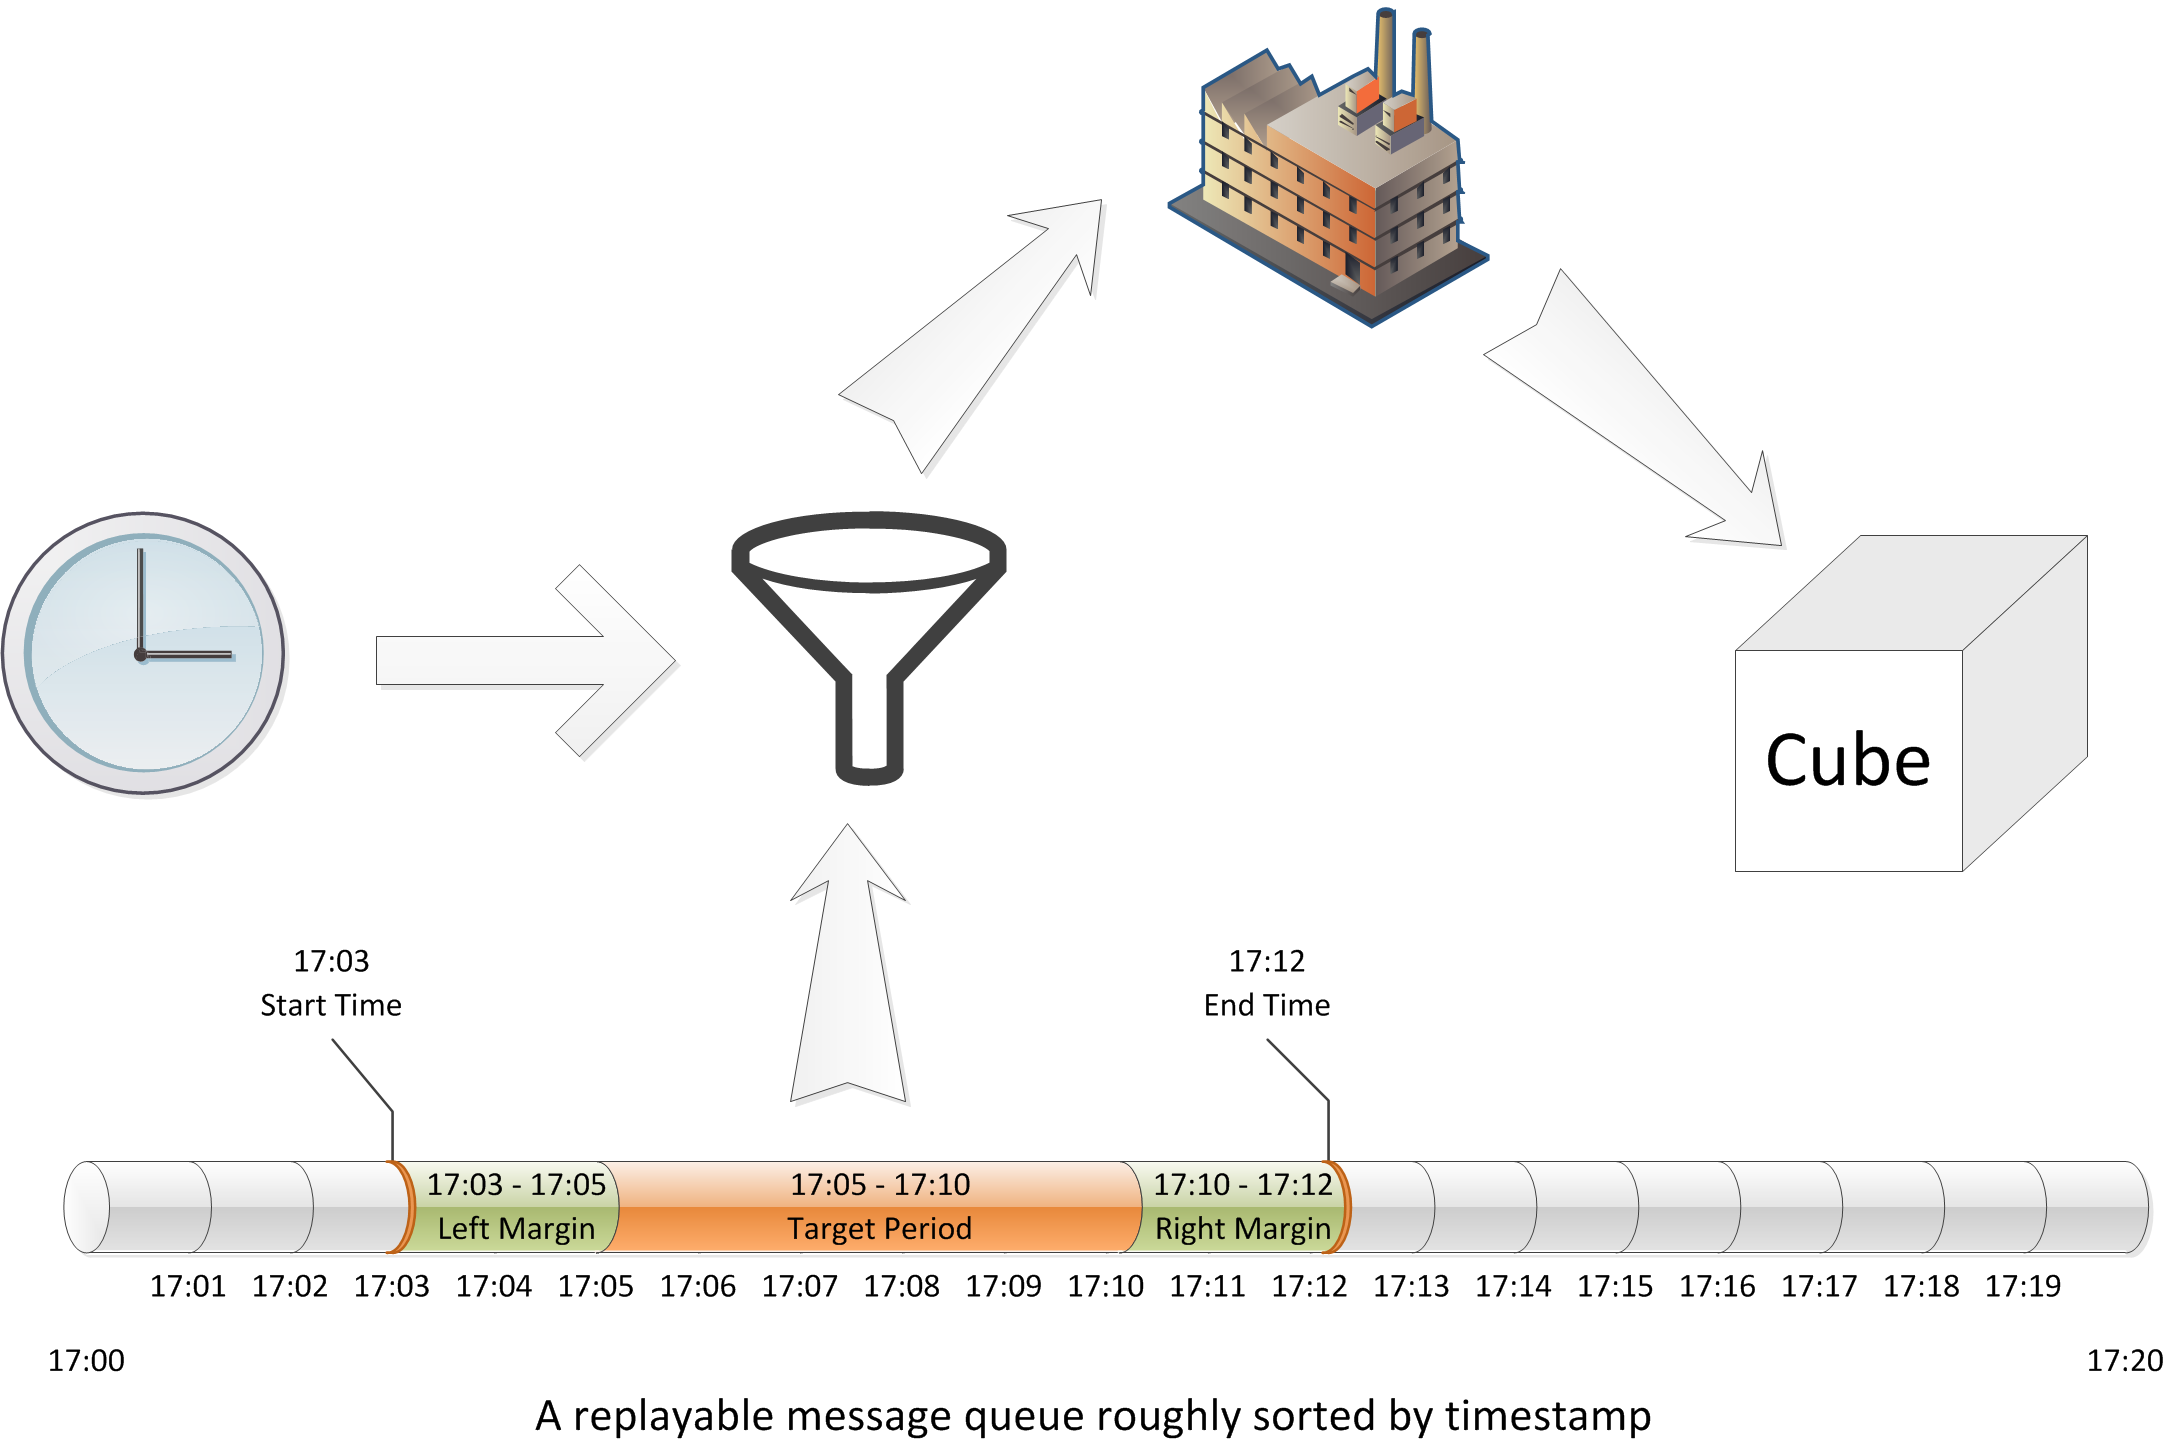 Cube
17:03
Start Time
17:12
End Time
17:03 - 17:05
Left Margin
17:05 - 17:10
Target Period
17:10 - 17:12
Right Margin
17:01 17:02 17:03 17:04 17:05 17:06 17:07 17:08 17:09 17:10 17:11 17:12 17:13 17:14 17:15 17:16 17:17 17:18 17:19
17:00 17:20
A replayable message queue roughly sorted by timestamp